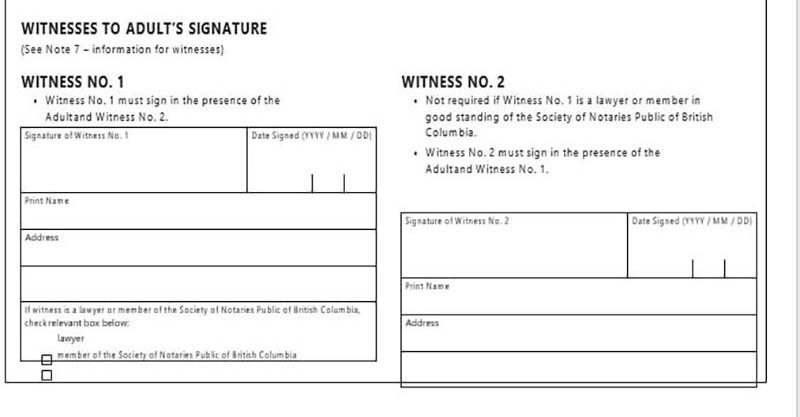 WITNESSES TO ADULT'S SIGNATURE
(See Note 7 – information for witnesses)
WITNESS NO. 1
• Witness No. 1 must sign in the presence of the
Adultand Witness No. 2.
Signature of Witness No. 1
Date Signed (YYYY / MM / DD)
Print Name
Address
If witness is a lawyer or member of the Society of Notaries Public of British Columbia,
check relevant box below:
lawyer
member of the Society of Notaries Public of British Columbia
WITNESS NO. 2
• Not required if Witness No. 1 is a lawyer or member in
good standing of the Society of Notaries Public of British
Columbia.
• Witness No. 2 must sign in the presence of the
Adultand Witness No. 1.
Signature of Witness No. 2
Date Signed (YYYY / MM / DD)
Print Name
Address